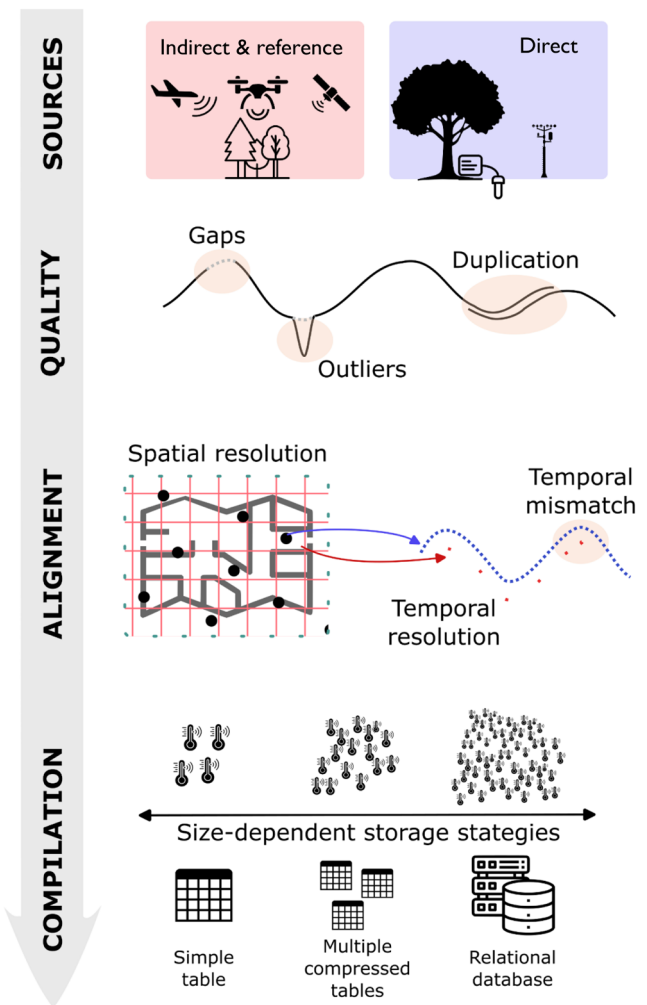 SOURCES
Indirect & reference
Direct
QUALITY
Gaps
Duplication
Outliers
ALIGNMENT
Spatial resolution
Temporal
mismatch
Temporal
resolution
COMPILATION
Size-dependent storage stategies
Simple
table
Multiple
compressed
tables
Relational
database